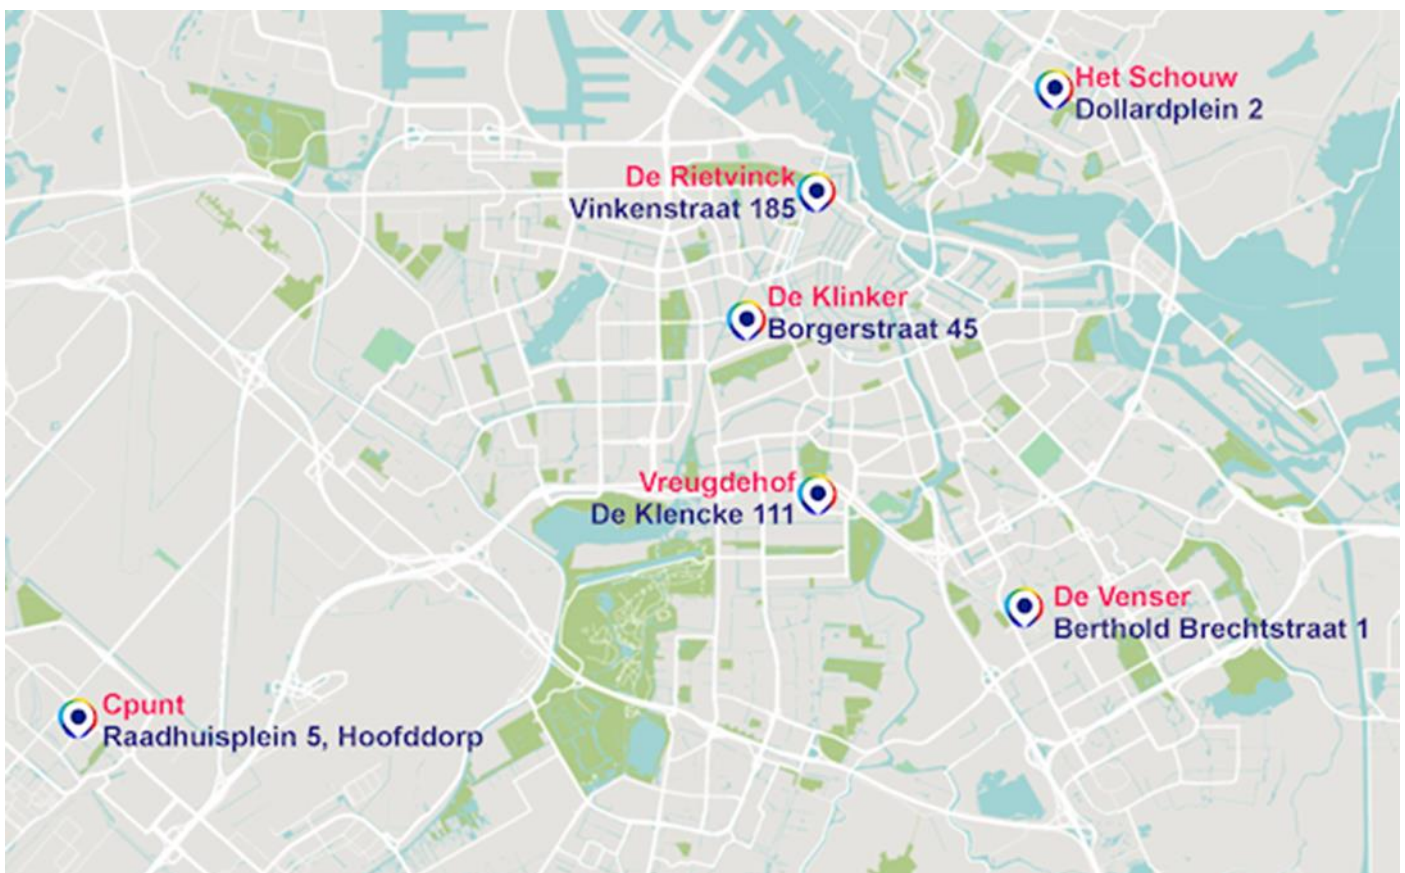 Het Schouw
Dollardplein 2
De Rietvinck
Vinkenstraat 185
De Klinker
Borgerstraat 45
Vreugdehof
De Klencke 111
De Venser
Berthold Brechtstraat 1
Cpunt
Raadhuisplein 5, Hoofddorp